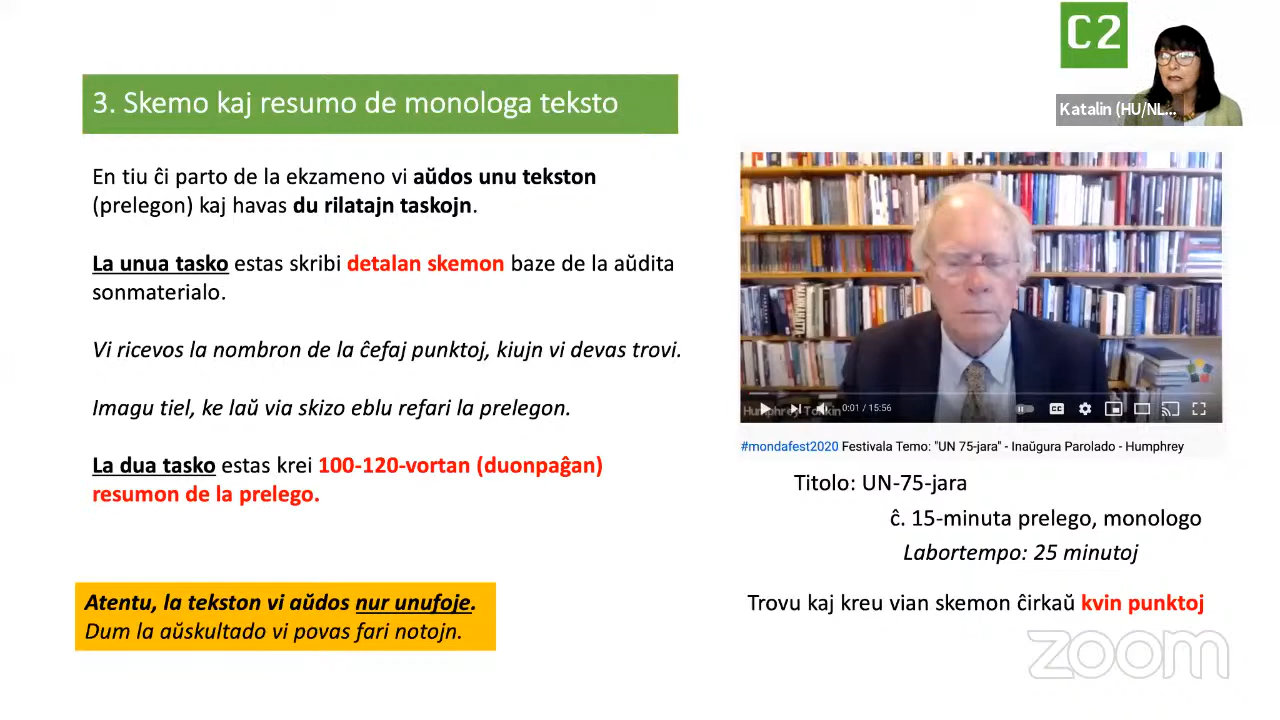 C2
Katalin (HU/NL...
3. Skemo kaj resumo de monologa teksto
En tiu ĉi parto de la ekzameno vi aŭdos unu tekston
(prelegon) kaj havas du rilatajn taskojn.
La unua tasko estas skribi detalan skemon baze de la aŭdita
sonmaterialo.
Vi ricevos la nombron de la ĉefaj punktoj, kiujn vi devas trovi.
Imagu tiel, ke laŭ via skizo eblu refari la prelegon.
La dua tasko estas krei 100-120-vortan (duonpaĝan)
resumon de la prelego.
Atentu, la tekston vi aŭdos nur unufoje.
Dum la aŭskultado vi povas fari notojn.
Humphrey Tonkin
0:01 / 15:56
CC
#mondafest2020 Festivala Temo: "UN 75-jara" - Inaŭgura Parolado - Humphrey
Titolo: UN-75-jara
ĉ. 15-minuta prelego, monologo
Labortempo: 25 minutoj
Trovu kaj kreu vian skemon ĉirkaŭ kvin punktoj
zoom